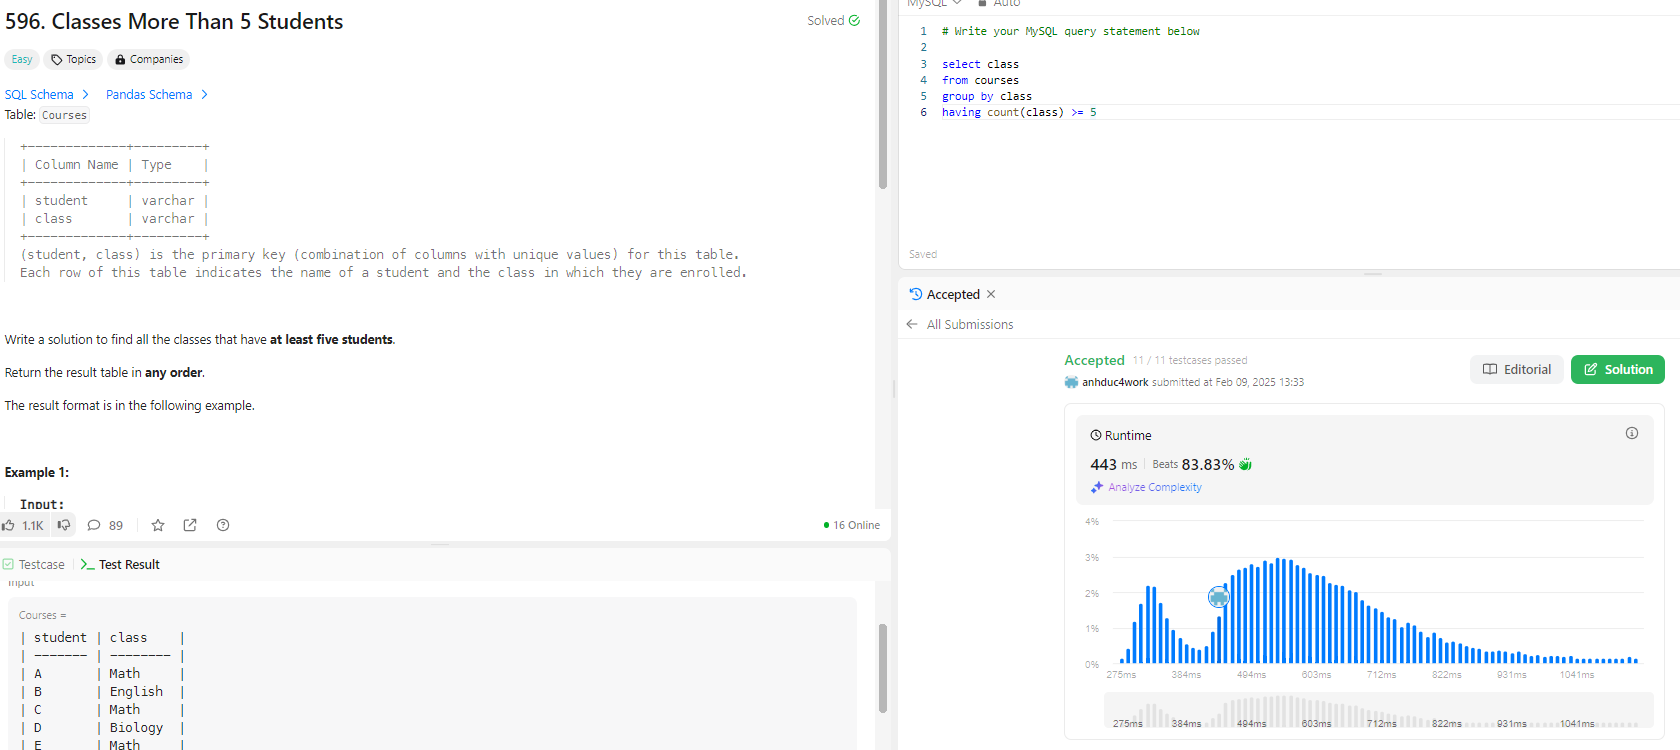 596. Classes More Than 5 Students
Solved
Easy
Topics
Companies
SQL Schema >
Pandas Schema >
Table: Courses
+-------------+---------+
| Column Name | Type    |
+-------------+---------+
| student     | varchar |
| class       | varchar |
+-------------+---------+
(student, class) is the primary key (combination of columns with unique values) for this table.
Each row of this table indicates the name of a student and the class in which they are enrolled.
Write a solution to find all the classes that have at least five students.
Return the result table in any order.
The result format is in the following example.
Example 1:
Input:
1.1K
89
16 Online
Testcase
Test Result
Input
Courses =
| student | class    |
| ------- | -------- |
| A       | Math     |
| B       | English  |
| C       | Math     |
| D       | Biology  |
| E       | Math
MySQL
Auto
1 # Write your MySQL query statement below
2
3 select class
4 from courses
5 group by class
6 having count(class) >= 5
Saved
Accepted
All Submissions
Accepted 11 / 11 testcases passed
anhduc4work submitted at Feb 09, 2025 13:33
Editorial
Solution
Runtime
443 ms | Beats 83.83%
Analyze Complexity
4%
3%
2%
1%
0%
275ms 384ms 494ms 603ms 712ms 822ms 931ms 1041ms
275ms 384ms 494ms 603ms 712ms 822ms 931ms 1041ms